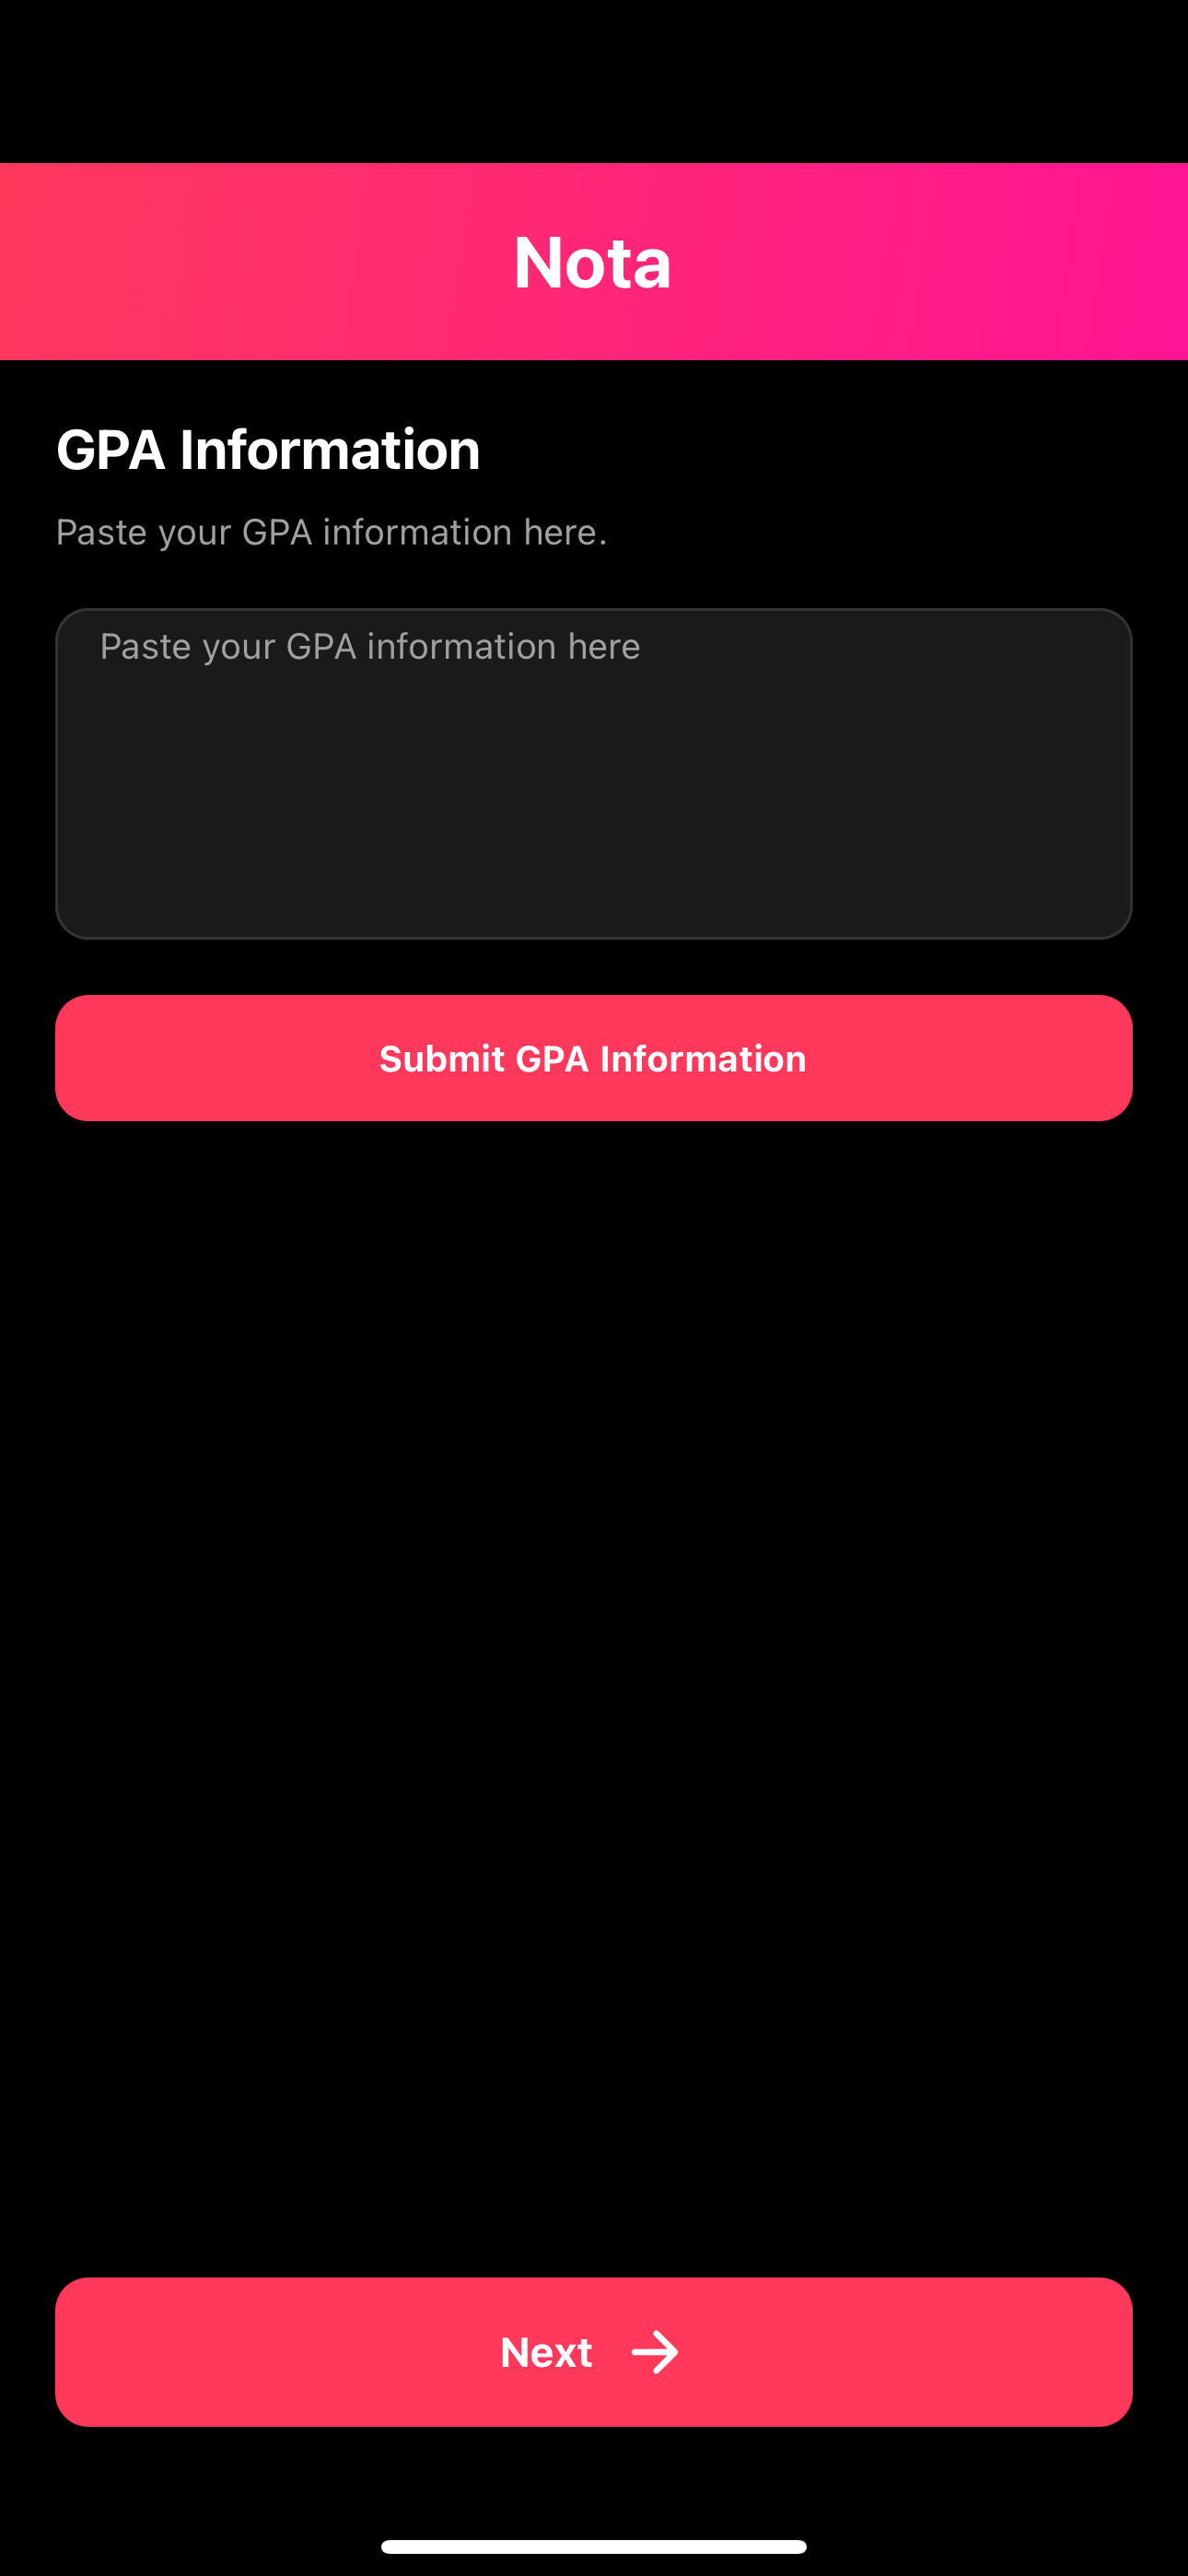 Nota
GPA Information
Paste your GPA information here.
Paste your GPA information here
Submit GPA Information
Next